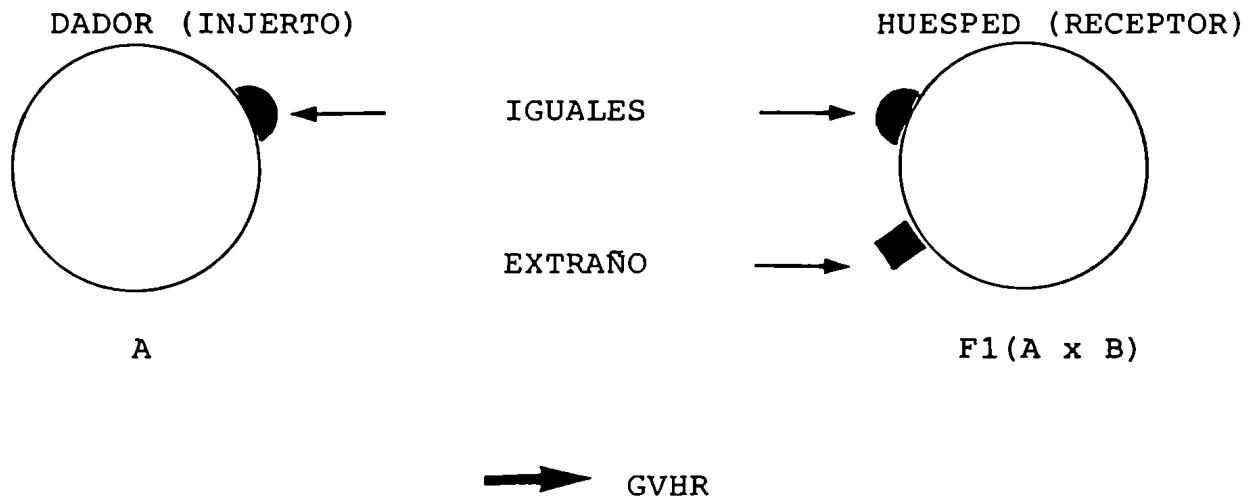 DADOR (INJERTO)
HUESPED (RECEPTOR)
IGUALES
EXTRAÑO
A
F1(A x B)
GVHR